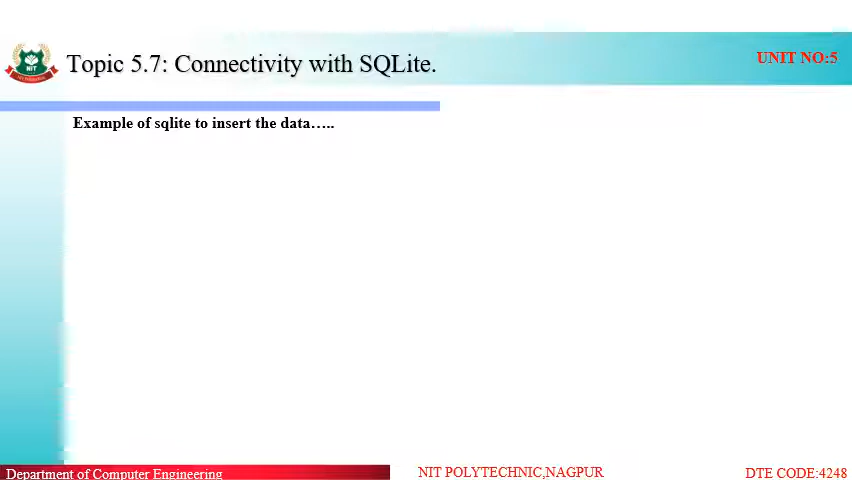 NIT
Topic 5.7: Connectivity with SQLite.
UNIT NO:5
Example of sqlite to insert the data…..
Department of Computer Engineering
NIT POLYTECHNIC,NAGPUR
DTE CODE:4248